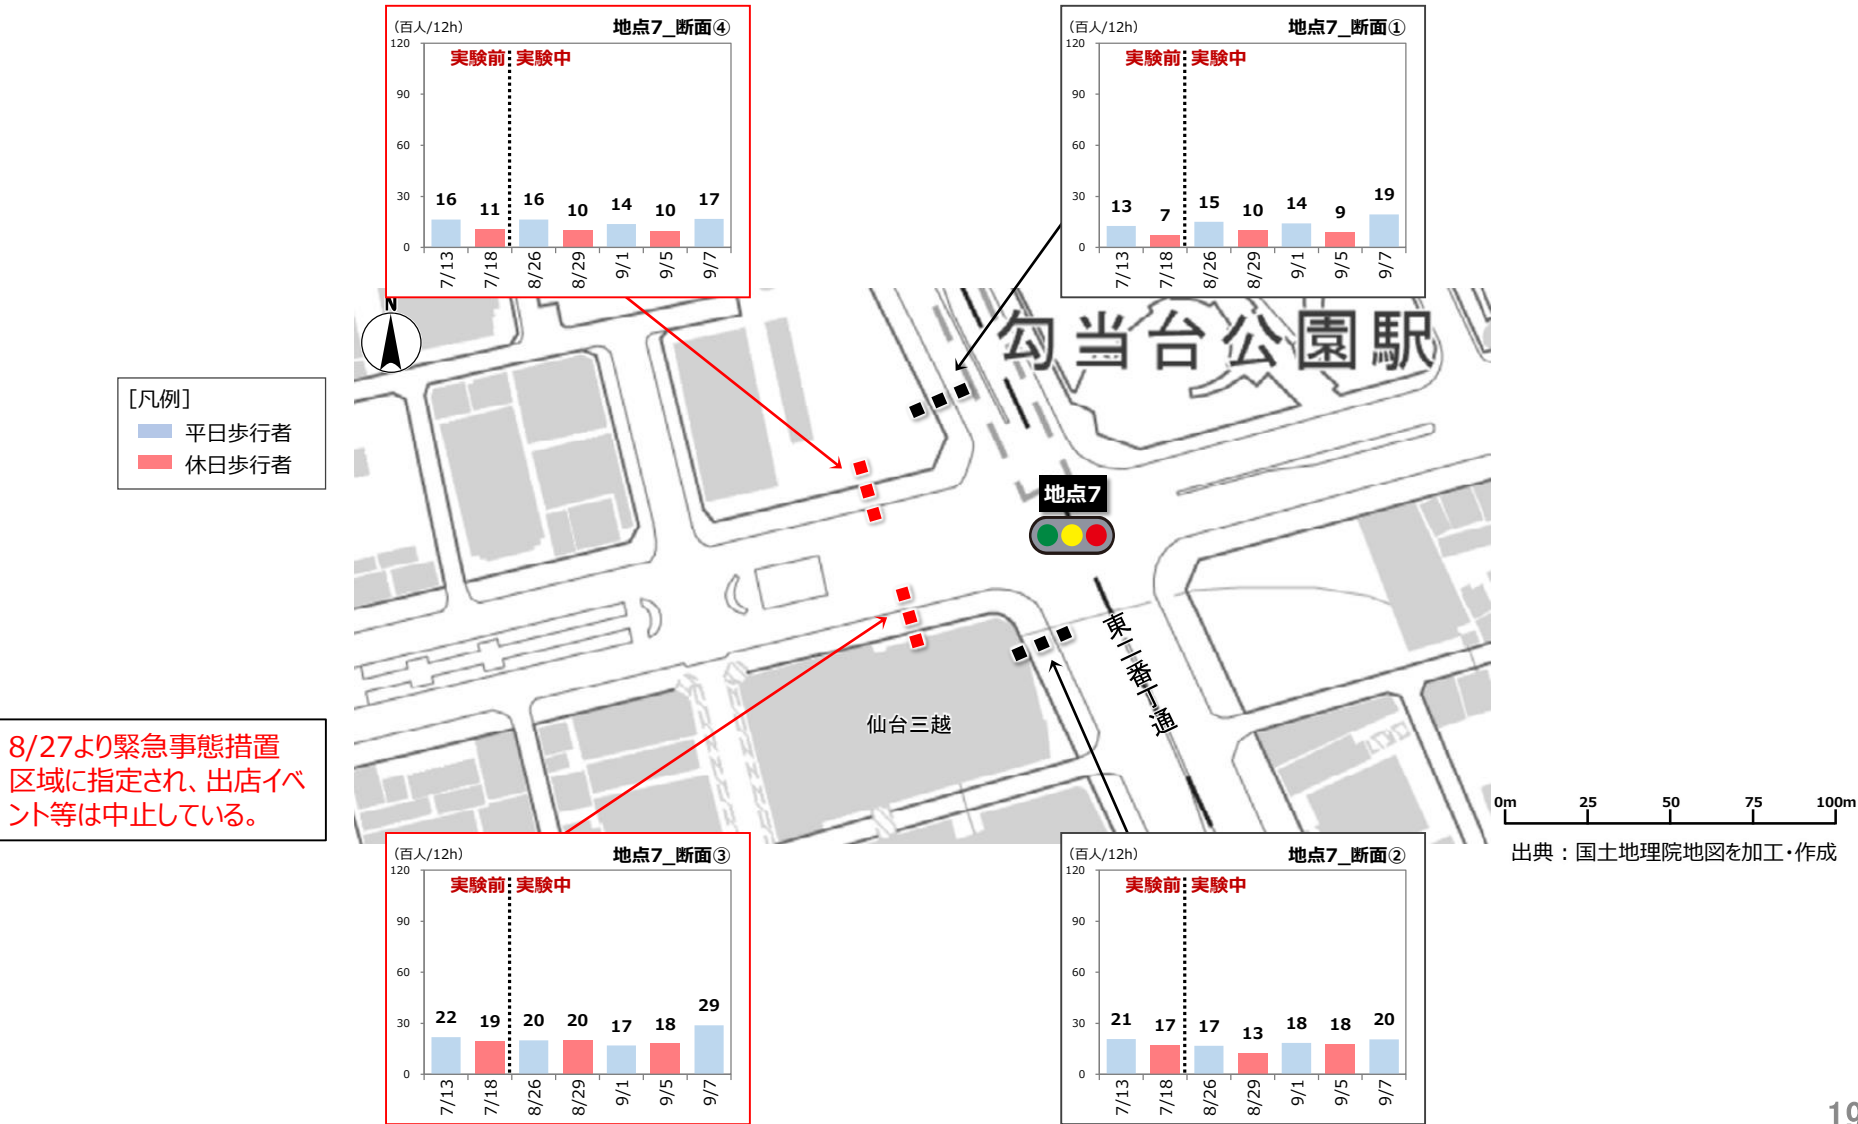 （百人/12h）
地点7_断面④
実験前 実験中
120
90
60
30
0
16 11 16 10 14 10 17
7/13 7/18 8/26 8/29 9/1 9/5 9/7
（百人/12h）
地点7_断面①
実験前 実験中
120
90
60
30
0
13 7 15 10 14 9 19
7/13 7/18 8/26 8/29 9/1 9/5 9/7
N
勾当台公園駅
[凡例]
平日歩行者
休日歩行者
地点7
東二番丁通
仙台三越
8/27より緊急事態措置
区域に指定され、出店イベ
ント等は中止している。
0m 25 50 75 100m
出典：国土地理院地図を加工・作成
（百人/12h）
地点7_断面③
実験前 実験中
120
90
60
30
0
22 19 20 20 17 18 29
7/13 7/18 8/26 8/29 9/1 9/5 9/7
（百人/12h）
地点7_断面②
実験前 実験中
120
90
60
30
0
21 17 17 13 18 18 20
7/13 7/18 8/26 8/29 9/1 9/5 9/7
19